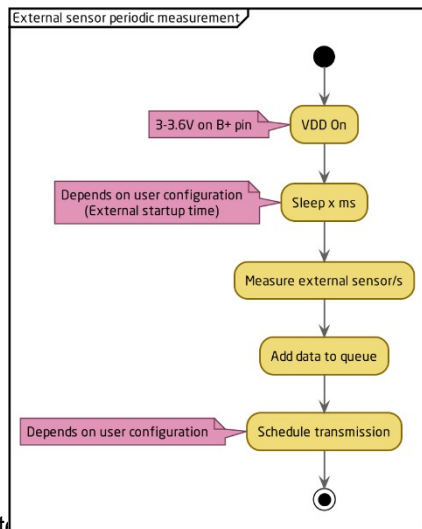 External sensor periodic measurement
3-3.6V on B+ pin
VDD On
Depends on user configuration
(External startup time)
Sleep x ms
Measure external sensor/s
Add data to queue
Depends on user configuration
Schedule transmission